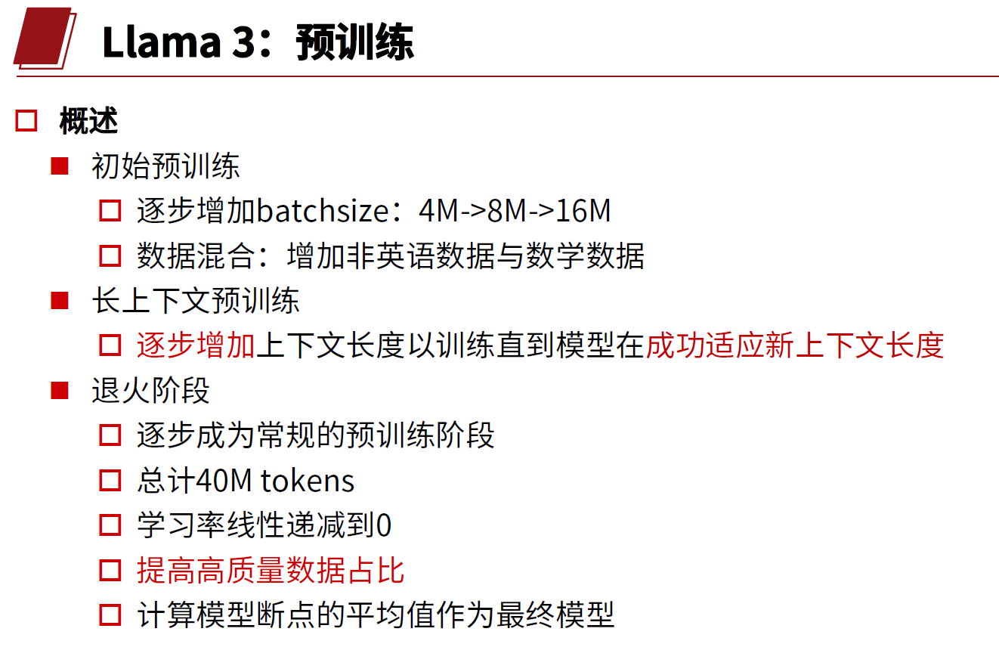 Llama 3：预训练
概述
初始预训练
逐步增加batchsize：4M->8M->16M
数据混合：增加非英语数据与数学数据
长上下文预训练
逐步增加上下文长度以训练直到模型在成功适应新上下文长度
退火阶段
逐步成为常规的预训练阶段
总计40M tokens
学习率线性递减到0
提高高质量数据占比
计算模型断点的平均值作为最终模型